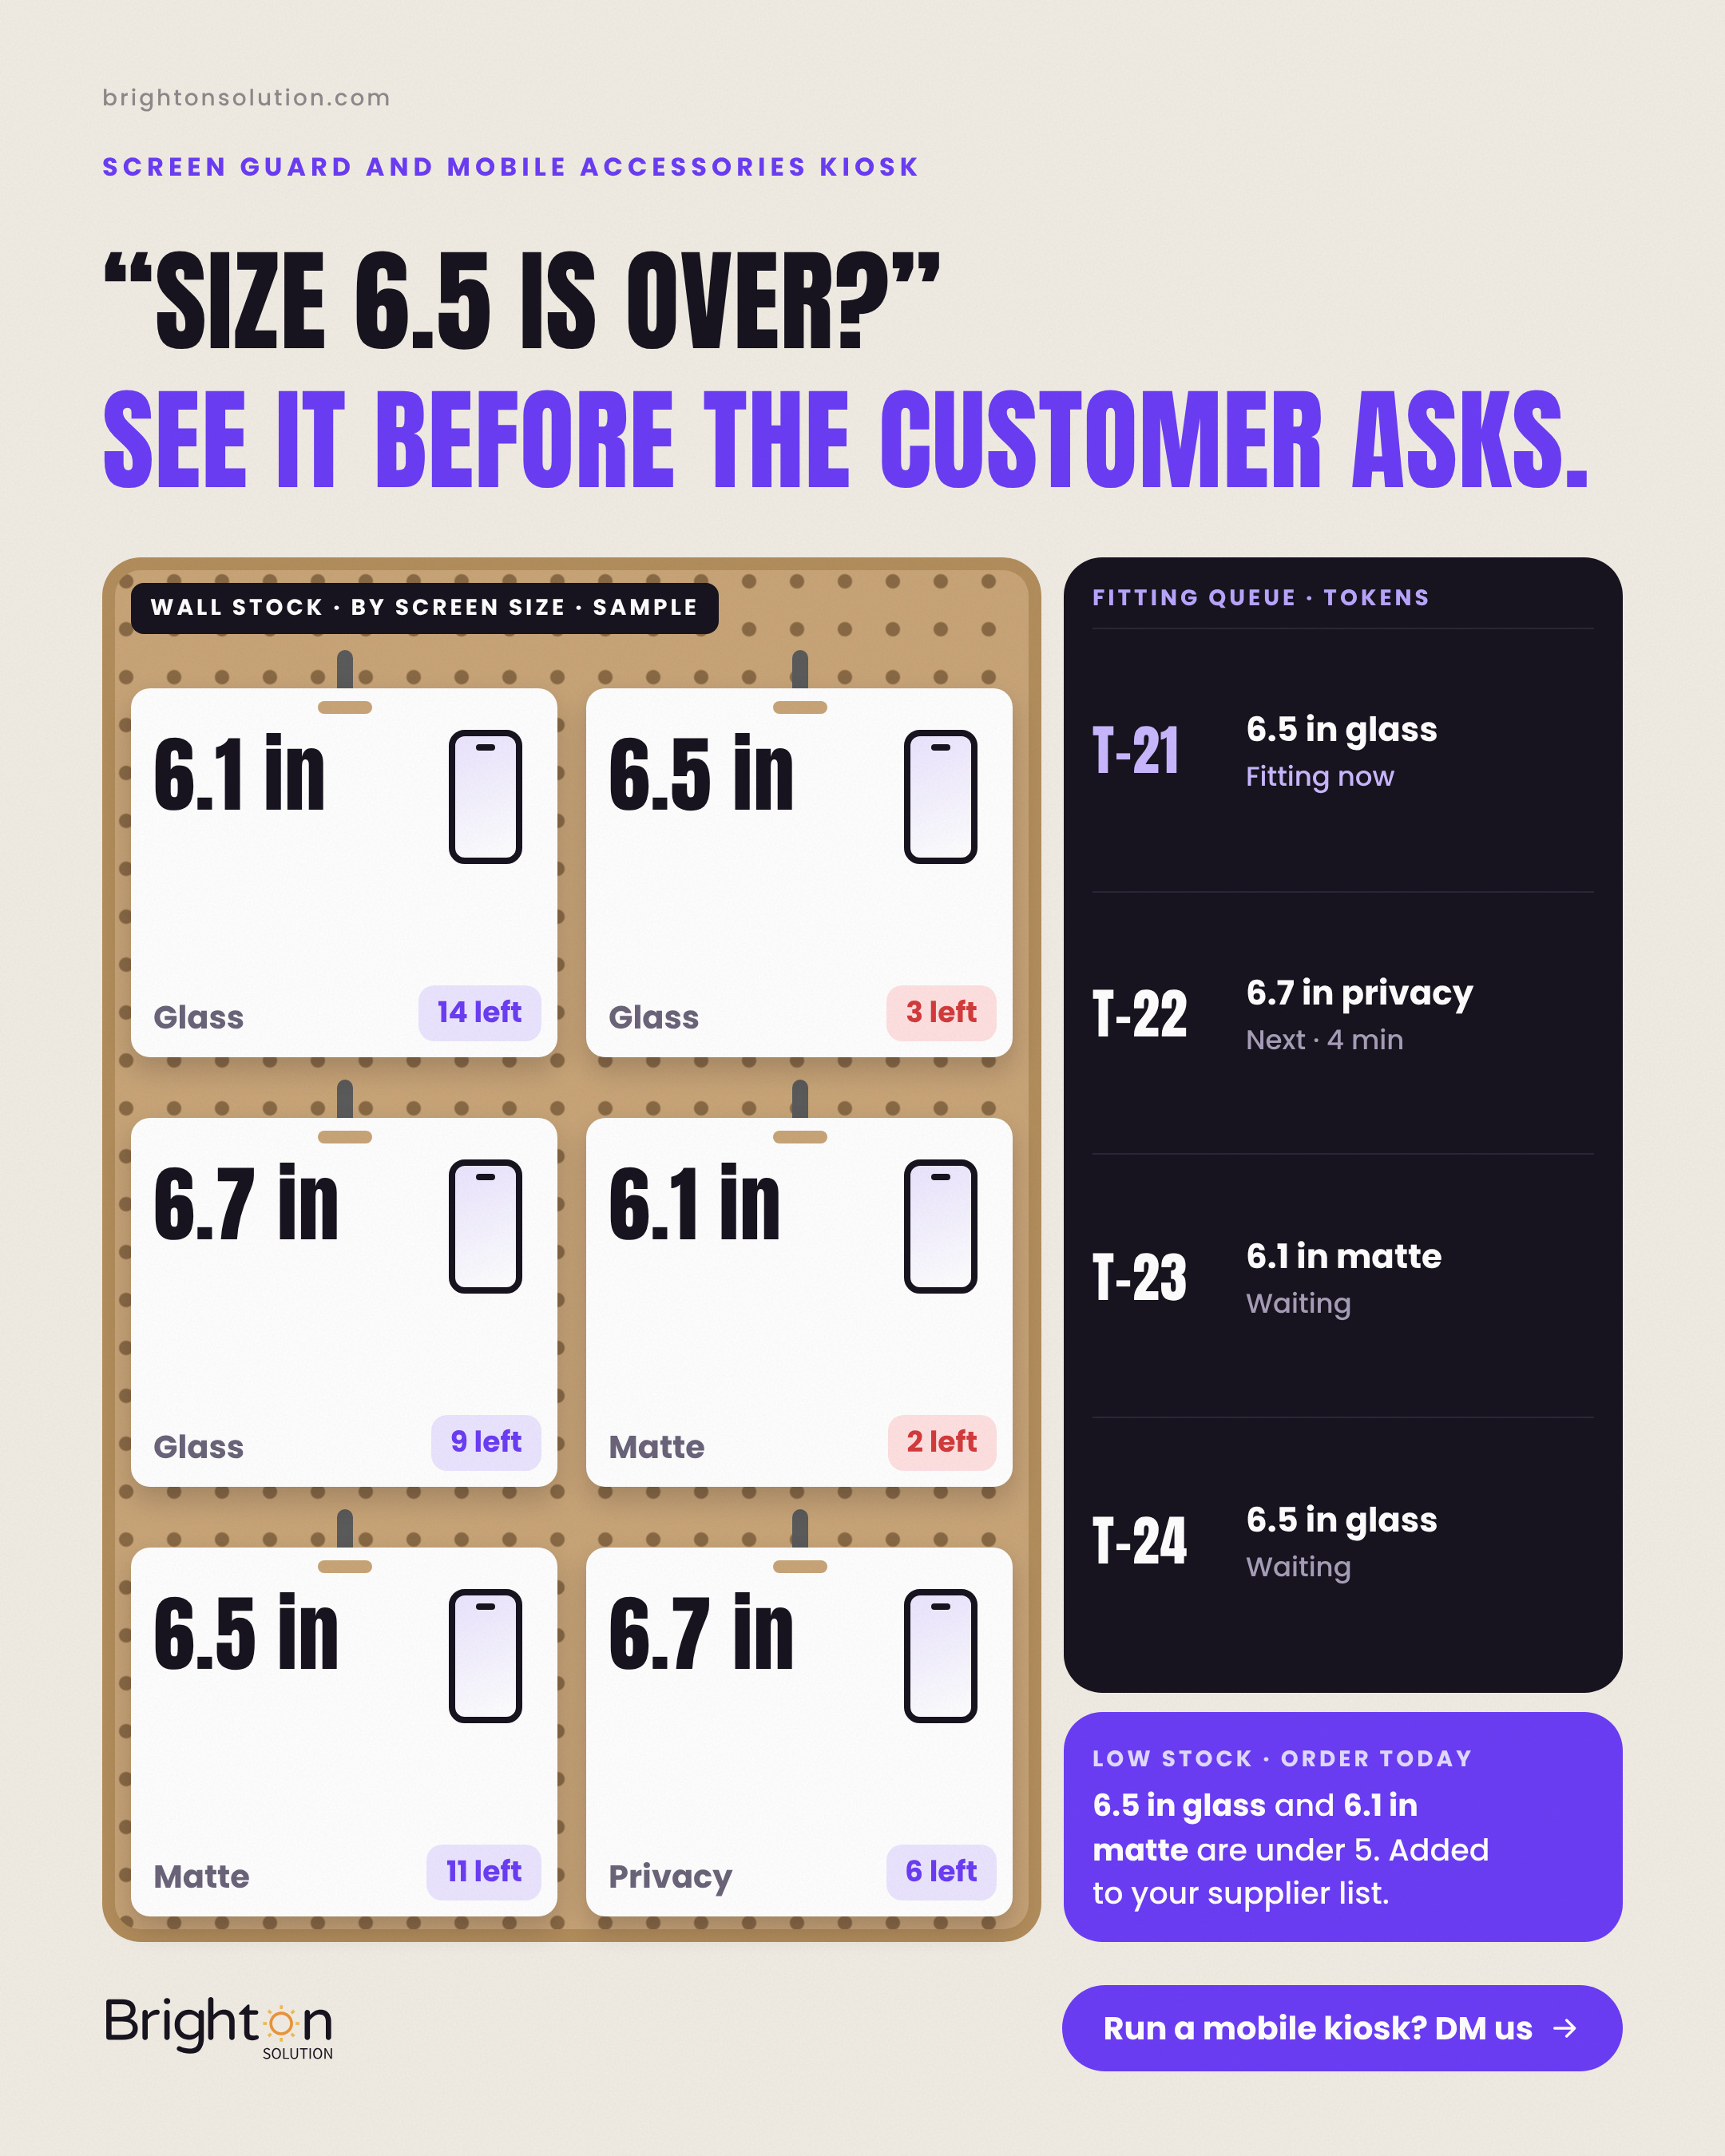 brightonsolution.com
SCREEN GUARD AND MOBILE ACCESSORIES KIOSK
“SIZE 6.5 IS OVER?”
SEE IT BEFORE THE CUSTOMER ASKS.
WALL STOCK · BY SCREEN SIZE · SAMPLE
6.1 in
Glass
14 left
6.5 in
Glass
3 left
6.7 in
Glass
9 left
6.1 in
Matte
2 left
6.5 in
Matte
11 left
6.7 in
Privacy
6 left
FITTING QUEUE · TOKENS
T-21
6.5 in glass
Fitting now
T-22
6.7 in privacy
Next · 4 min
T-23
6.1 in matte
Waiting
T-24
6.5 in glass
Waiting
LOW STOCK · ORDER TODAY
6.5 in glass and 6.1 in
matte are under 5. Added
to your supplier list.
Brighton
SOLUTION
Run a mobile kiosk? DM us →